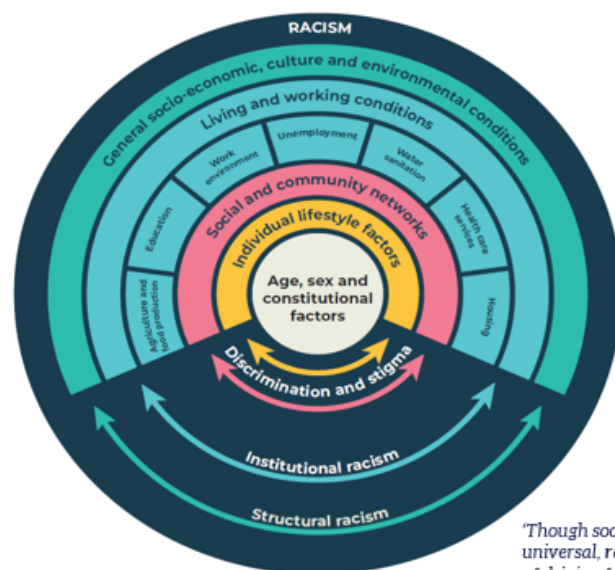 RACISM
General socio-economic, culture and environmental conditions
Living and working conditions
Agriculture and
food production
Education
Work
environment
Unemployment
Water
sanitation
Health care
services
Housing
Social and community networks
Individual lifestyle factors
Age, sex and
constitutional
factors
Discrimination and stigma
Institutional racism
Structural racism
'Though soc
universal, r